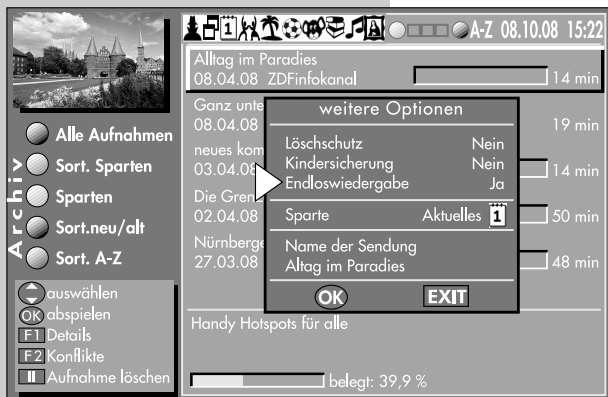 A-Z 08.10.08 15:22
Archiv
Alle Aufnahmen
Sort. Sparten
Sparten
Sort.neu/alt
Sort. A-Z
auswählen
OK abspielen
F1 Details
F2 Konflikte
Aufnahme löschen
Alltag im Paradies
08.04.08 ZDFinfokanal 14 min
Ganz unte
08.04.08 19 min
neues kom
03.04.08 14 min
Die Gren
02.04.08 50 min
Nürnberge
27.03.08 48 min
weitere Optionen
Löschschutz Nein
Kindersicherung Nein
Endloswiedergabe Ja
Sparte Aktuelles 1
Name der Sendung
Altag im Paradies
OK EXIT
Handy Hotspots für alle
belegt: 39,9 %